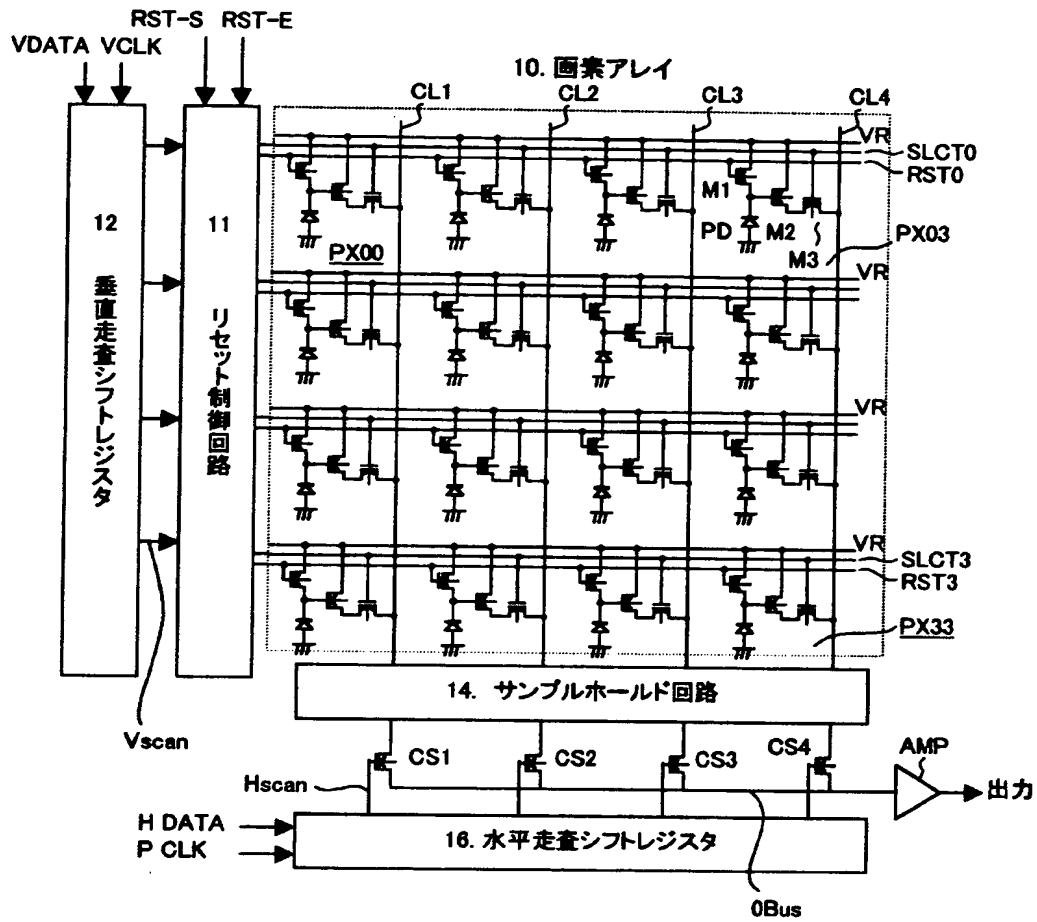 RST-S RST-E
VDATA VCLK
10. 画素アレイ
CL1
CL2
CL3
CL4
VR
SLCT0
RST0
12
垂直走査シフトレジスタ
11
リセット制御回路
M1
PD
M2
M3
PX00
PX03
VR
VR
VR
SLCT3
RST3
PX33
14. サンプルホールド回路
Vscan
CS1
CS2
CS3
CS4
AMP
Hscan
出力
H DATA
P CLK
16. 水平走査シフトレジスタ
0Bus